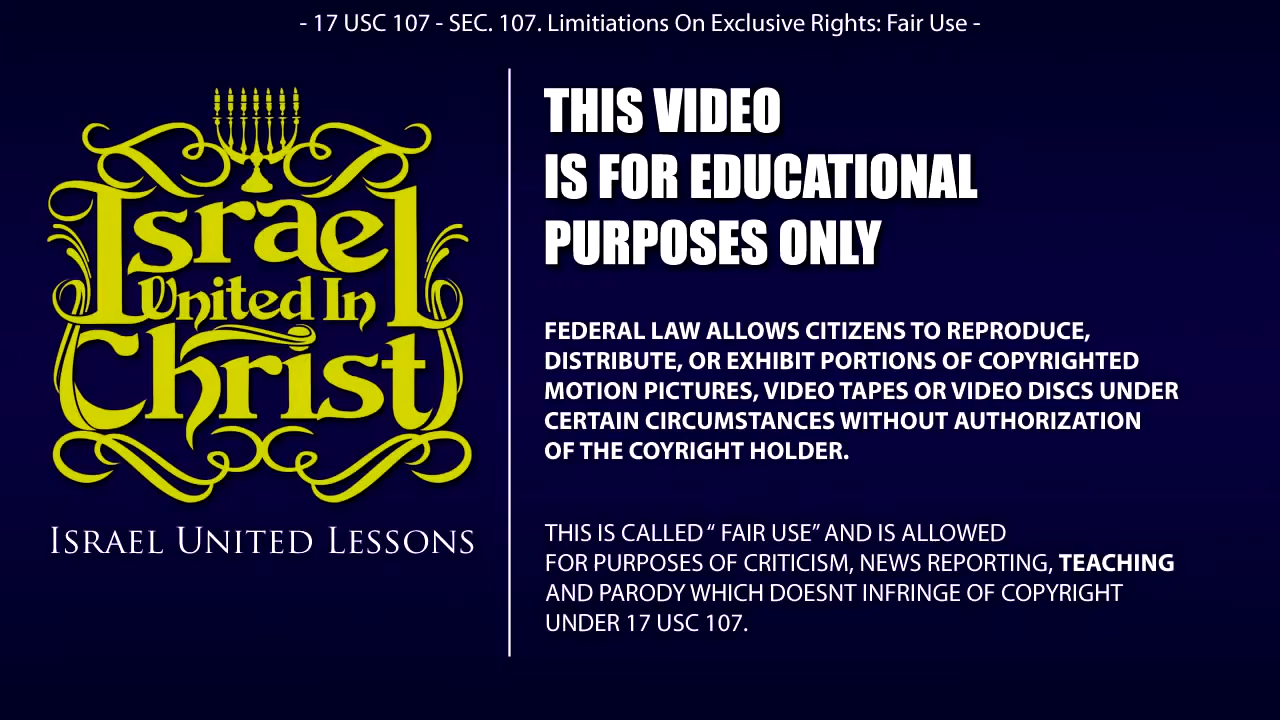 - 17 USC 107 - SEC. 107. Limitiations On Exclusive Rights: Fair Use -
Israel
United In
Christ
ISRAEL UNITED LESSONS
THIS VIDEO
IS FOR EDUCATIONAL
PURPOSES ONLY
FEDERAL LAW ALLOWS CITIZENS TO REPRODUCE,
DISTRIBUTE, OR EXHIBIT PORTIONS OF COPYRIGHTED
MOTION PICTURES, VIDEO TAPES OR VIDEO DISCS UNDER
CERTAIN CIRCUMSTANCES WITHOUT AUTHORIZATION
OF THE COYRIGHT HOLDER.
THIS IS CALLED “ FAIR USE” AND IS ALLOWED
FOR PURPOSES OF CRITICISM, NEWS REPORTING, TEACHING
AND PARODY WHICH DOESNT INFRINGE OF COPYRIGHT
UNDER 17 USC 107.